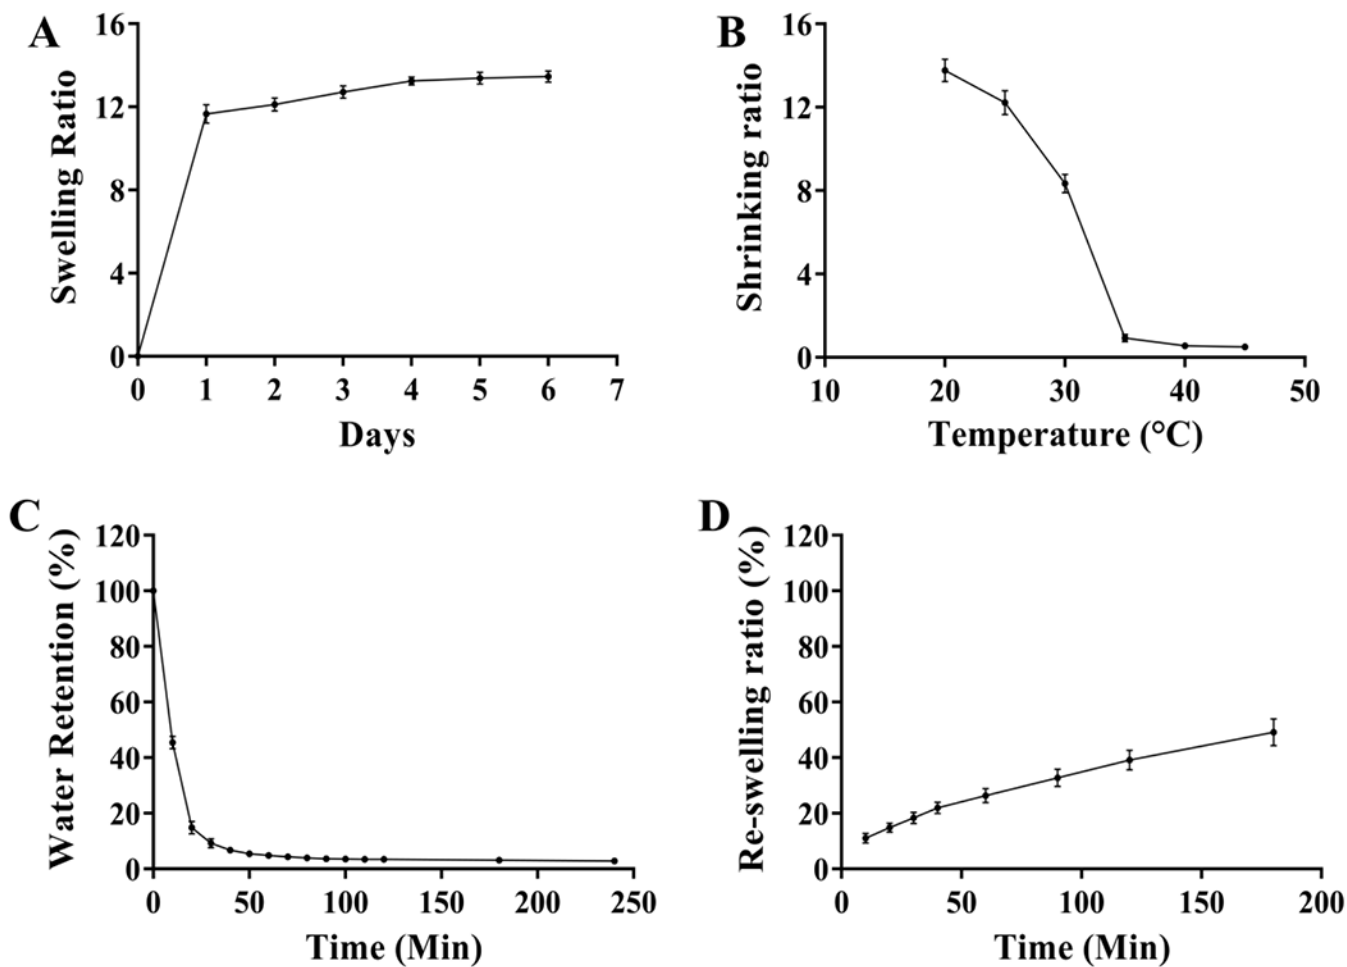 A
Swelling Ratio
16
12
8
4
0
0 1 2 3 4 5 6 7
Days
B
Shrinking ratio
16
12
8
4
0
10 20 30 40 50
Temperature (°C)
C
Water Retention (%)
120
100
80
60
40
20
0
0 50 100 150 200 250
Time (Min)
D
Re-swelling ratio (%)
120
100
80
60
40
20
0
0 50 100 150 200
Time (Min)